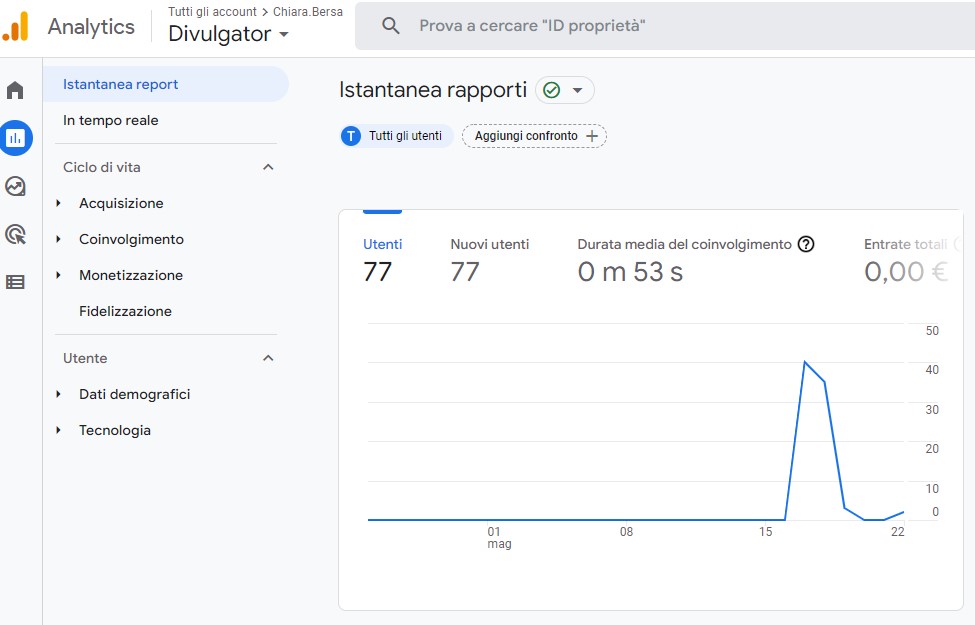 Analytics
Tutti gli account > Chiara.Bersa
Divulgator
Prova a cercare "ID proprietà"
Istantanea report
In tempo reale
Ciclo di vita
Acquisizione
Coinvolgimento
Monetizzazione
Fidelizzazione
Utente
Dati demografici
Tecnologia
Istantanea rapporti
T Tutti gli utenti
Aggiungi confronto +
Utenti
77
Nuovi utenti
77
Durata media del coinvolgimento ?
0 m 53 s
Entrate totali
0,00 €
50
40
30
20
10
0
01
mag
08
15
22